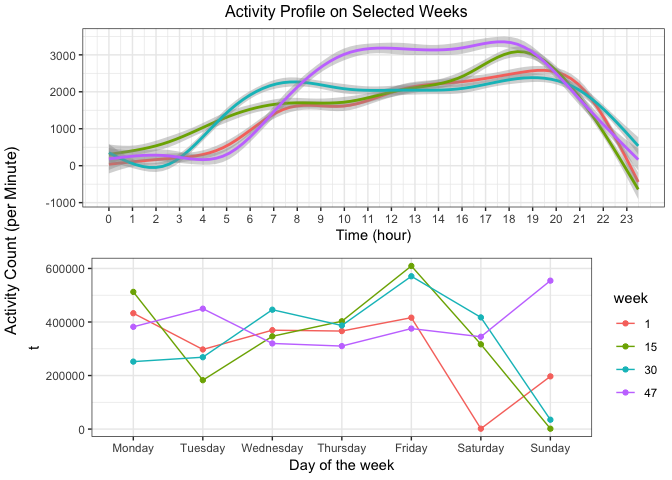 Activity Profile on Selected Weeks
3000
2000
1000
0
-1000
0 1 2 3 4 5 6 7 8 9 10 11 12 13 14 15 16 17 18 19 20 21 22 23
Time (hour)
Activity Count (per Minute)
t
600000
400000
200000
0
Monday Tuesday Wednesday Thursday Friday Saturday Sunday
Day of the week
week
1
15
30
47